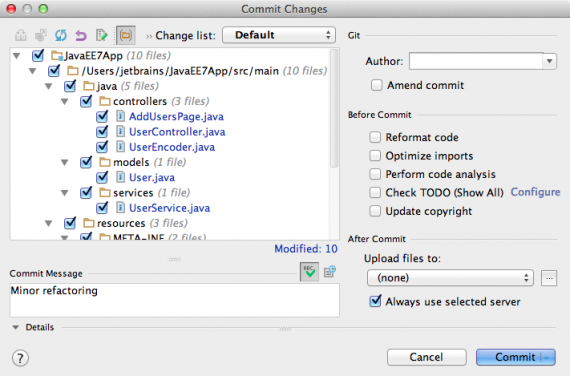 Commit Changes
» Change list: Default
JavaEE7App (10 files)
/Users/jetbrains/JavaEE7App/src/main (10 files)
java (5 files)
controllers (3 files)
AddUsersPage.java
UserController.java
UserEncoder.java
models (1 file)
User.java
services (1 file)
UserService.java
resources (3 files)
META-INF (2 files)
Modified: 10
Commit Message
Minor refactoring
Details
Git
Author:
Amend commit
Before Commit
Reformat code
Optimize imports
Perform code analysis
Check TODO (Show All) Configure
Update copyright
After Commit
Upload files to:
(none) ...
Always use selected server
? Cancel Commit